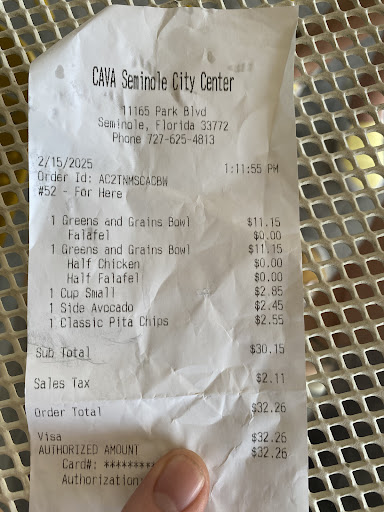 CAVA Seminole City Center
11165 Park Blvd
Seminole, Florida 33772
Phone 727-625-4813
2/15/2025 1:11:55 PM
Order Id: AC2TNMSCACBW
#52 - For Here
1 Greens and Grains Bowl $11.15
Falafel $0.00
1 Greens and Grains Bowl $11.15
Half Chicken $0.00
Half Falafel $0.00
1 Cup Small $2.85
1 Side Avocado $2.45
1 Classic Pita Chips $2.55
Sub Total $30.15
Sales Tax $2.11
Order Total $32.26
Visa $32.26
AUTHORIZED AMOUNT $32.26
Card#: ********
Authorization